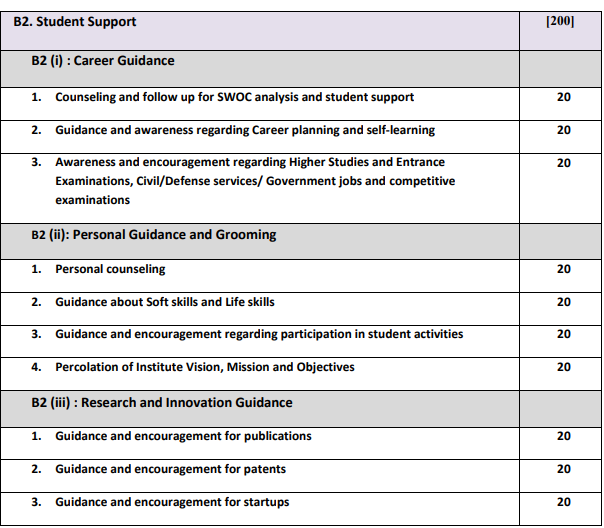 B2. Student Support [200]
B2 (i) : Career Guidance
1. Counseling and follow up for SWOC analysis and student support 20
2. Guidance and awareness regarding Career planning and self-learning 20
3. Awareness and encouragement regarding Higher Studies and Entrance 20
Examinations, Civil/Defense services/ Government jobs and competitive
examinations
B2 (ii): Personal Guidance and Grooming
1. Personal counseling 20
2. Guidance about Soft skills and Life skills 20
3. Guidance and encouragement regarding participation in student activities 20
4. Percolation of Institute Vision, Mission and Objectives 20
B2 (iii) : Research and Innovation Guidance
1. Guidance and encouragement for publications 20
2. Guidance and encouragement for patents 20
3. Guidance and encouragement for startups 20